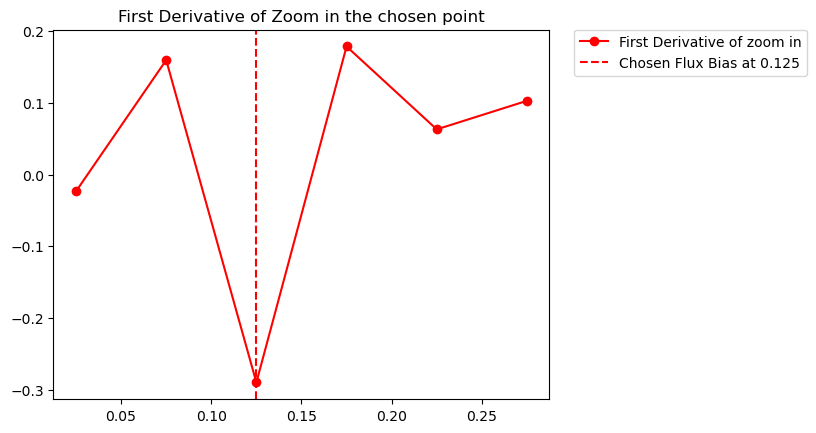 First Derivative of Zoom in the chosen point
First Derivative of zoom in
Chosen Flux Bias at 0.125
0.2
0.1
0.0
−0.1
−0.2
−0.3
0.05 0.10 0.15 0.20 0.25